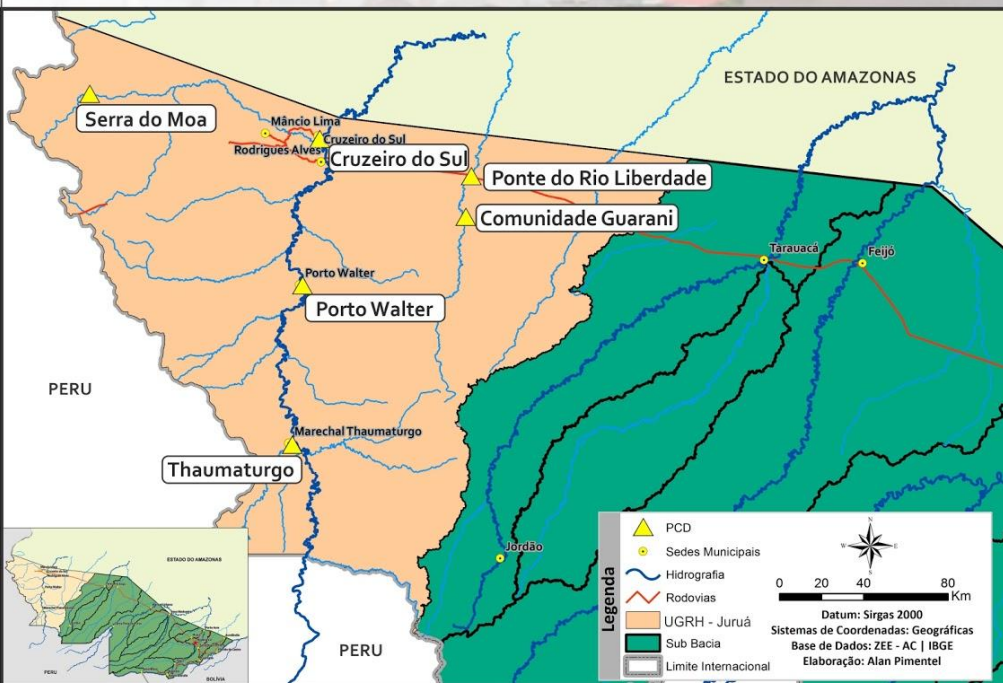 ESTADO DO AMAZONAS
Serra do Moa
Mâncio Lima
Cruzeiro do Sul
Rodrigues Alves
Cruzeiro do Sul
Ponte do Rio Liberdade
Comunidade Guarani
Tarauacá
Feijó
Porto Walter
Porto Walter
PERU
Marechal Thaumaturgo
Thaumaturgo
Jordão
PERU
ESTADO DO AMAZONAS
PERU
BOLÍVIA
Legenda
PCD
Sedes Municipais
Hidrografia
Rodovias
UGRH - Juruá
Sub Bacia
Limite Internacional
N
W
E
S
0 20 40 80
Km
Datum: Sirgas 2000
Sistemas de Coordenadas: Geográficas
Base de Dados: ZEE - AC | IBGE
Elaboração: Alan Pimentel